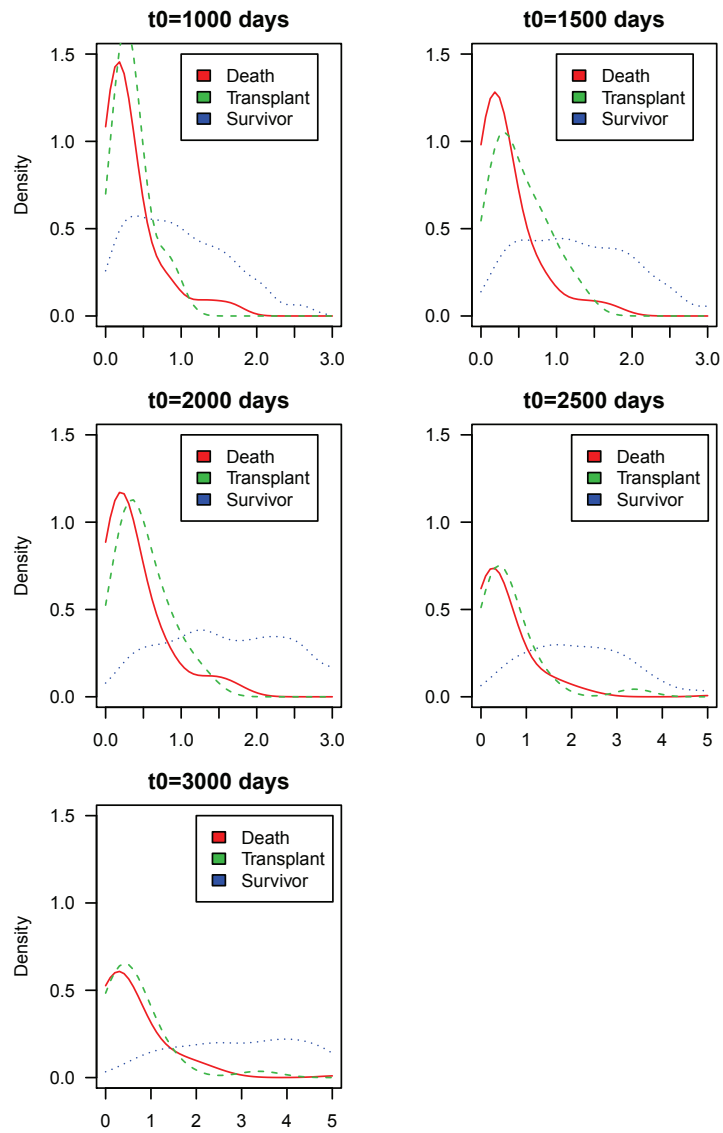 t0=1000 days
Density
1.5
1.0
0.5
0.0
Death
Transplant
Survivor
0.0 1.0 2.0 3.0
t0=1500 days
1.5
1.0
0.5
0.0
Death
Transplant
Survivor
0.0 1.0 2.0 3.0
t0=2000 days
Density
1.5
1.0
0.5
0.0
Death
Transplant
Survivor
0.0 1.0 2.0 3.0
t0=2500 days
1.5
1.0
0.5
0.0
Death
Transplant
Survivor
0 1 2 3 4 5
t0=3000 days
Density
1.5
1.0
0.5
0.0
Death
Transplant
Survivor
0 1 2 3 4 5